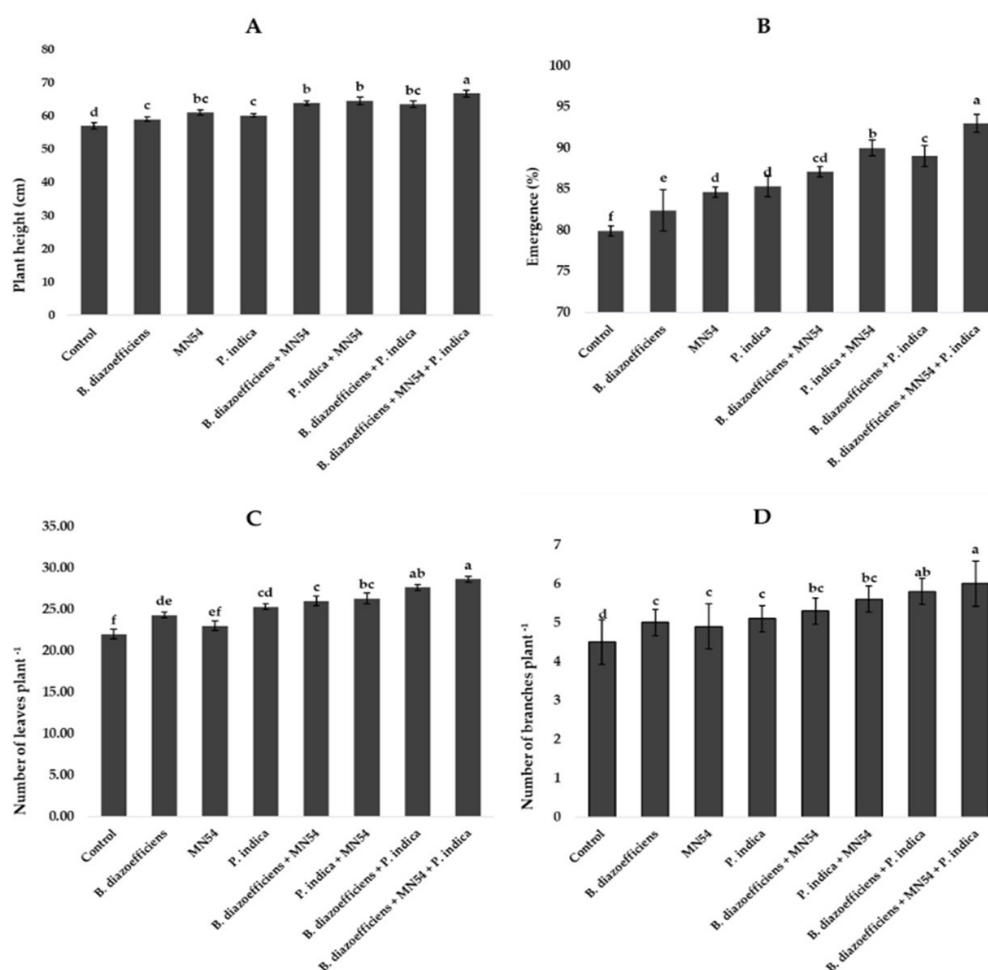 A
Plant height (cm)
80
70
60
50
40
30
20
10
0
d
c
bc
c
b
b
bc
a
Control
B. diazoefficiens
MN54
P. indica
B. diazoefficiens + MN54
P. indica + MN54
B. diazoefficiens + P. indica
B. diazoefficiens + MN54 + P. indica
B
Emergence (%)
100
95
90
85
80
75
70
f
e
d
d
cd
b
c
a
Control
B. diazoefficiens
MN54
P. indica
B. diazoefficiens + MN54
P. indica + MN54
B. diazoefficiens + P. indica
B. diazoefficiens + MN54 + P. indica
C
Number of leaves plant -1
35.00
30.00
25.00
20.00
15.00
10.00
5.00
0.00
f
de
ef
cd
c
bc
ab
a
Control
B. diazoefficiens
MN54
P. indica
B. diazoefficiens + MN54
P. indica + MN54
B. diazoefficiens + P. indica
B. diazoefficiens + MN54 + P. indica
D
Number of branches plant -1
7
6
5
4
3
2
1
0
d
c
c
c
bc
bc
ab
a
Control
B. diazoefficiens
MN54
P. indica
B. diazoefficiens + MN54
P. indica + MN54
B. diazoefficiens + P. indica
B. diazoefficiens + MN54 + P. indica